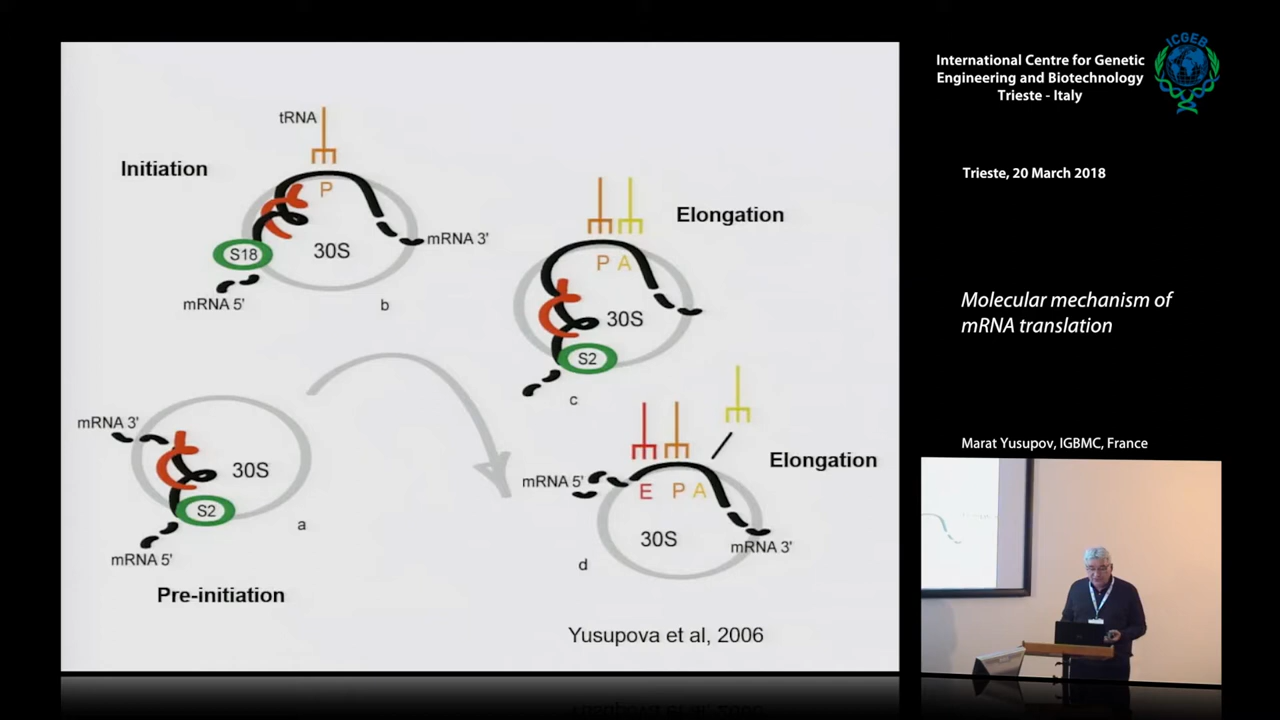 tRNA
Initiation
P
S18
30S
mRNA 3'
mRNA 5'
b
Elongation
P A
30S
S2
c
mRNA 3'
30S
S2
a
mRNA 5'
Pre-initiation
Elongation
mRNA 5'
E P A
30S
mRNA 3'
d
Yusupova et al, 2006
International Centre for Genetic
Engineering and Biotechnology
Trieste - Italy
ICGEB
Trieste, 20 March 2018
Molecular mechanism of
mRNA translation
Marat Yusupov, IGBMC, France